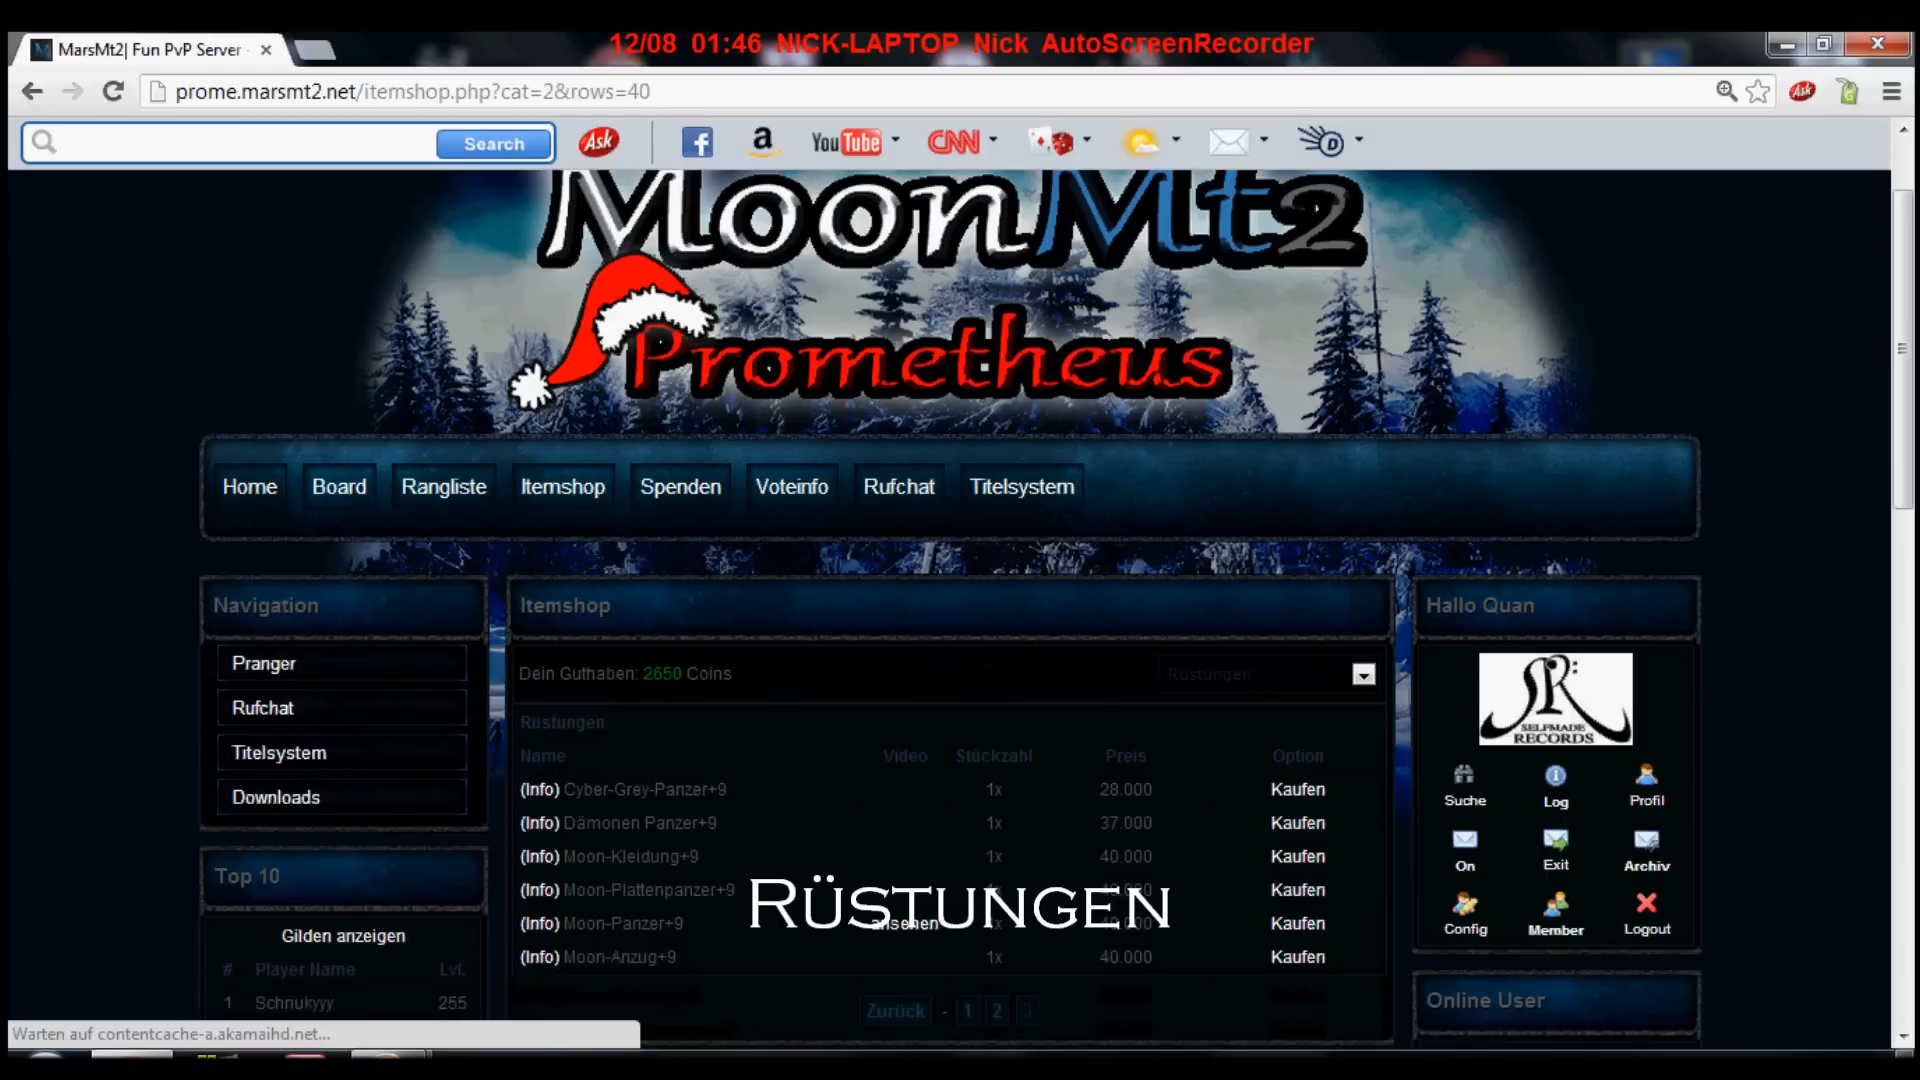 MarsMt2| Fun PvP Server
12/08 01:46 NICK-LAPTOP Nick AutoScreenRecorder
prome.marsmt2.net/itemshop.php?cat=2&rows=40
Ask
Search Ask f a YouTube CNN D
MoonMt2
Prometheus
Home Board Rangliste Itemshop Spenden Voteinfo Rufchat Titelsystem
Navigation
Pranger
Rufchat
Titelsystem
Downloads
Top 10
Gilden anzeigen
# Player Name Lvl.
1 Schnukyyy 255
Itemshop
Dein Guthaben: 2650 Coins Rüstungen
Rüstungen
Name Video Stückzahl Preis Option
(Info) Cyber-Grey-Panzer+9 1x 28.000 Kaufen
(Info) Dämonen Panzer+9 1x 37.000 Kaufen
(Info) Moon-Kleidung+9 1x 40.000 Kaufen
(Info) Moon-Plattenpanzer+9 Kaufen
(Info) Moon-Panzer+9 ansehen Kaufen
(Info) Moon-Anzug+9 1x 40.000 Kaufen
Rüstungen
Zurück - 1 2 3
Hallo Quan
SR:
SELFMADE
RECORDS
Suche Log Profil
On Exit Archiv
Config Member Logout
Online User
Warten auf contentcache-a.akamaihd.net...